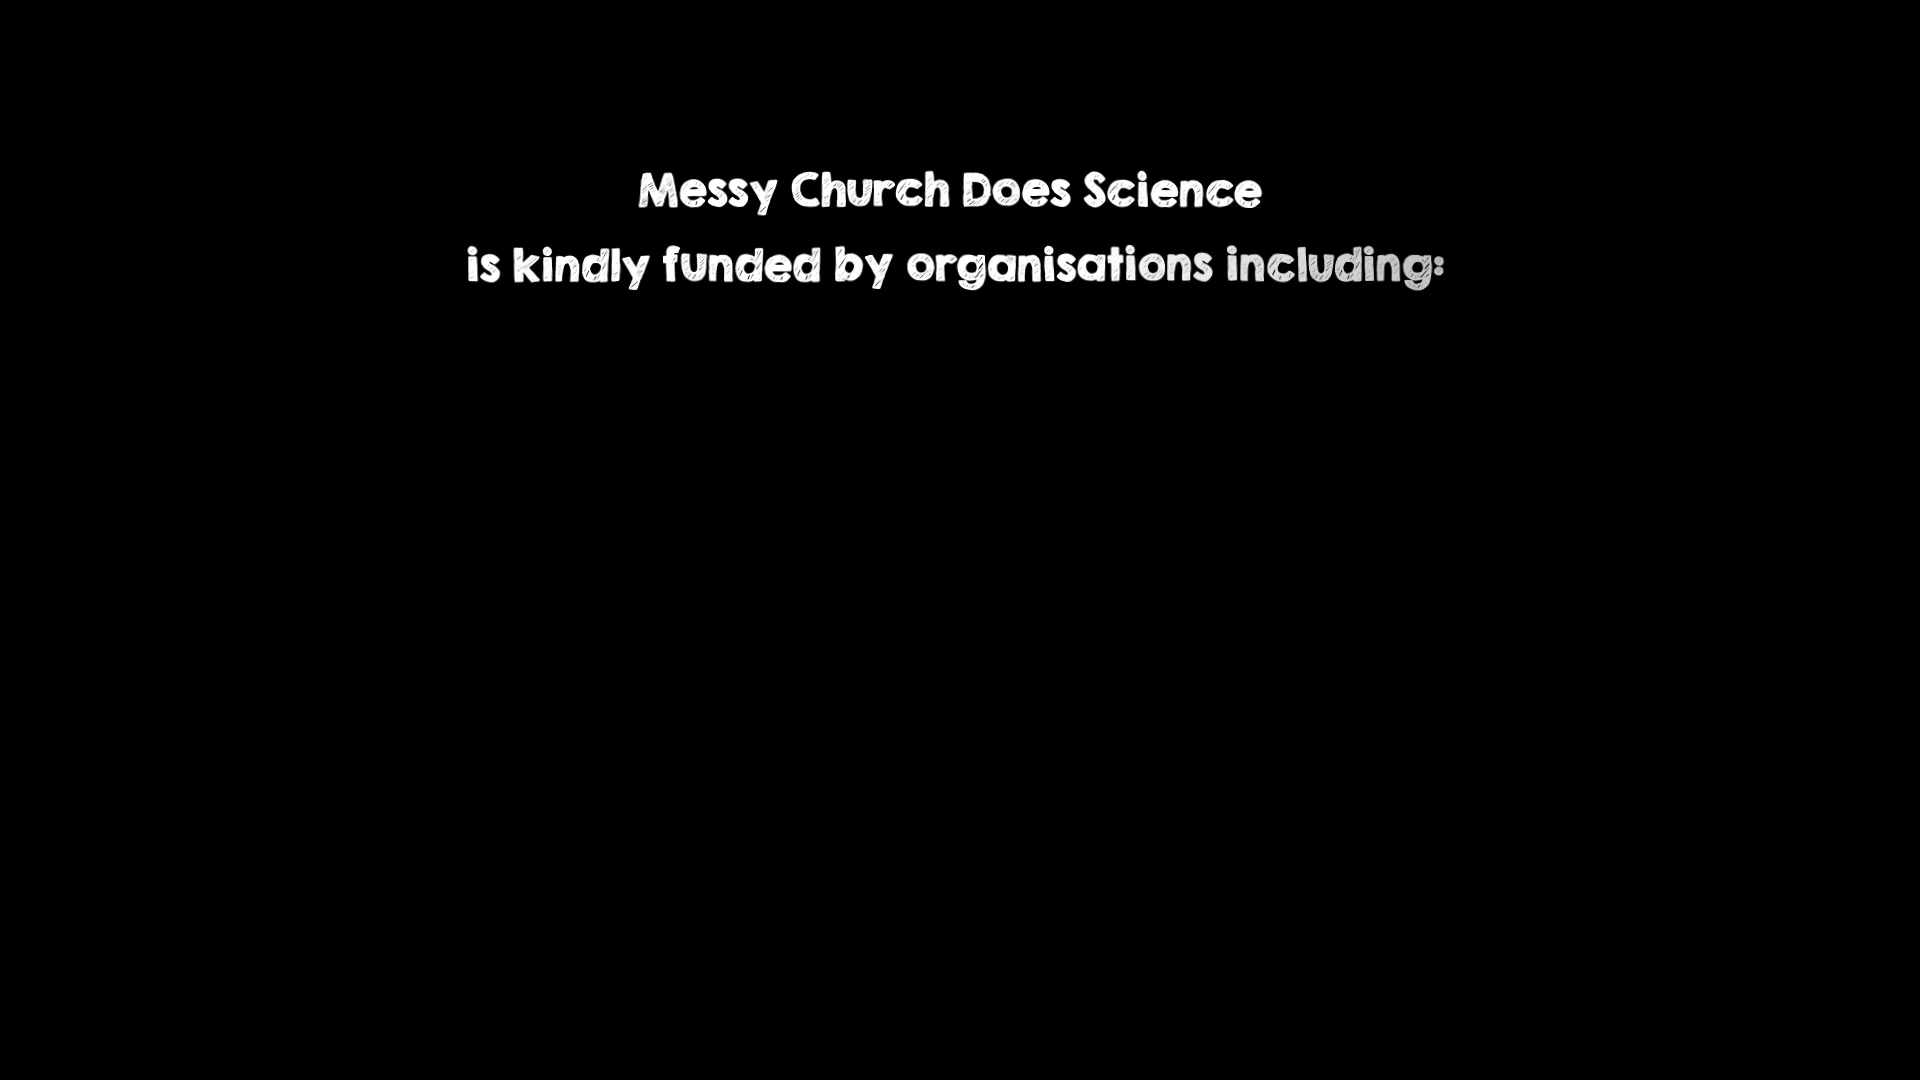 Messy Church Does Science
is kindly funded by organisations including: